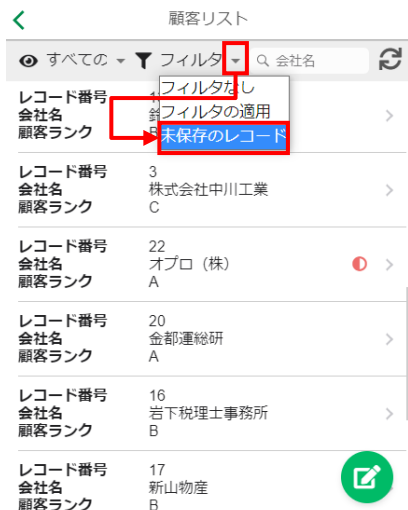 顧客リスト
すべての フィルタ 会社名
フィルタなし
フィルタの適用
未保存のレコード
レコード番号
会社名
顧客ランク
レコード番号 3
会社名 株式会社中川工業
顧客ランク C
レコード番号 22
会社名 オプロ（株）
顧客ランク A
レコード番号 20
会社名 金都運総研
顧客ランク A
レコード番号 16
会社名 岩下税理士事務所
顧客ランク B
レコード番号 17
会社名 新山物産
顧客ランク B